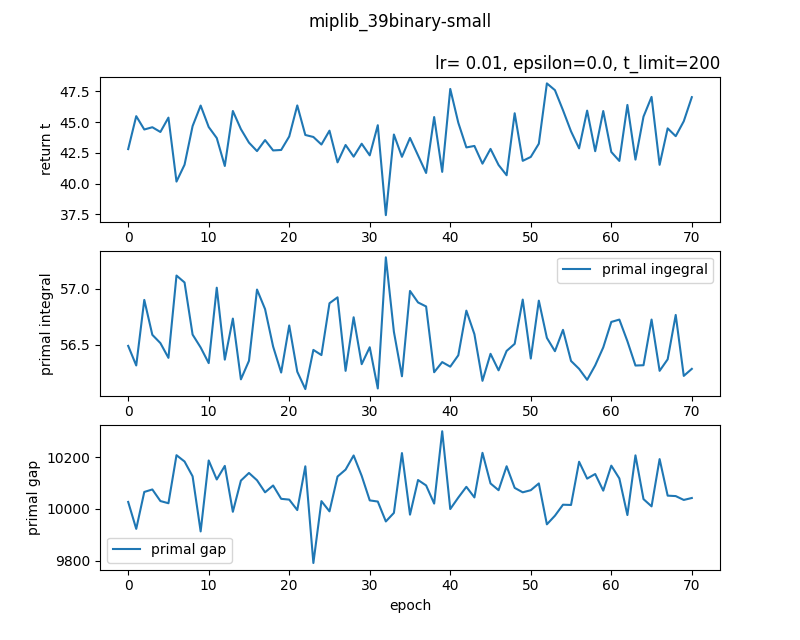 miplib_39binary-small
lr= 0.01, epsilon=0.0, t_limit=200
return t
47.5
45.0
42.5
40.0
37.5
0 10 20 30 40 50 60 70
primal integral
primal ingegral
57.0
56.5
0 10 20 30 40 50 60 70
primal gap
10200
10000
9800
primal gap
0 10 20 30 40 50 60 70
epoch